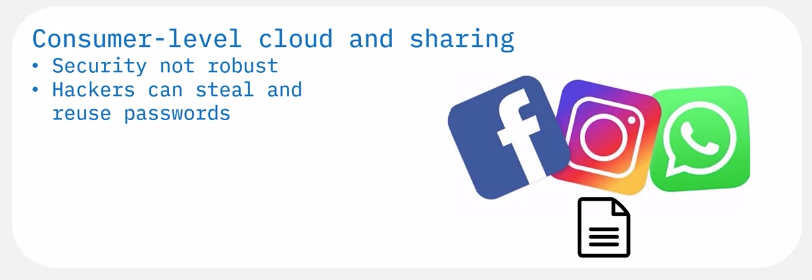 Consumer-level cloud and sharing
• Security not robust
• Hackers can steal and
reuse passwords